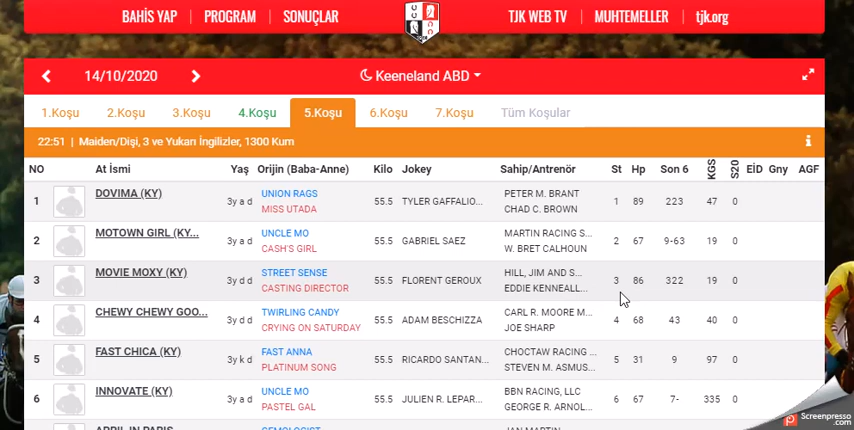 BAHİS YAP | PROGRAM | SONUÇLAR TJK WEB TV | MUHTEMELLER | tjk.org
14/10/2020 Keeneland ABD
1.Koşu 2.Koşu 3.Koşu 4.Koşu 5.Koşu 6.Koşu 7.Koşu Tüm Koşular
22:51 | Maiden/Dişi, 3 ve Yukarı İngilizler, 1300 Kum
NO At İsmi Yaş Orijin (Baba-Anne) Kilo Jokey Sahip/Antrenör St Hp Son 6 KGS S20 EİD Gny AGF
1 DOVIMA (KY) 3y a d UNION RAGS 55.5 TYLER GAFFALIO... PETER M. BRANT 1 89 223 47 0
MISS UTADA CHAD C. BROWN
2 MOTOWN GIRL (KY... 3y a d UNCLE MO 55.5 GABRIEL SAEZ MARTIN RACING S... 2 67 9-63 19 0
CASH'S GIRL W. BRET CALHOUN
3 MOVIE MOXY (KY) 3y d d STREET SENSE 55.5 FLORENT GEROUX HILL, JIM AND S... 3 86 322 19 0
CASTING DIRECTOR EDDIE KENNEALL...
4 CHEWY CHEWY GOO... 3y d d TWIRLING CANDY 55.5 ADAM BESCHIZZA CARL R. MOORE M... 4 68 43 40 0
CRYING ON SATURDAY JOE SHARP
5 FAST CHICA (KY) 3y k d FAST ANNA 55.5 RICARDO SANTAN... CHOCTAW RACING ... 5 31 9 97 0
PLATINUM SONG STEVEN M. ASMUS...
6 INNOVATE (KY) 3y a d UNCLE MO 55.5 JULIEN R. LEPAR... BBN RACING, LLC 6 67 7- 335 0
PASTEL GAL GEORGE R. ARNOL...
Screenpresso
.com